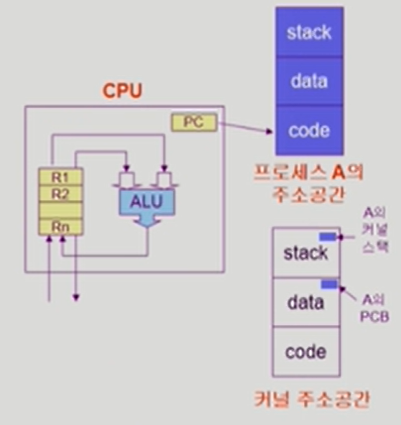 CPU
PC
R1
R2
Rn
ALU
stack
data
code
프로세스 A의
주소공간
stack
data
code
A의
커널
스택
A의
PCB
커널 주소공간